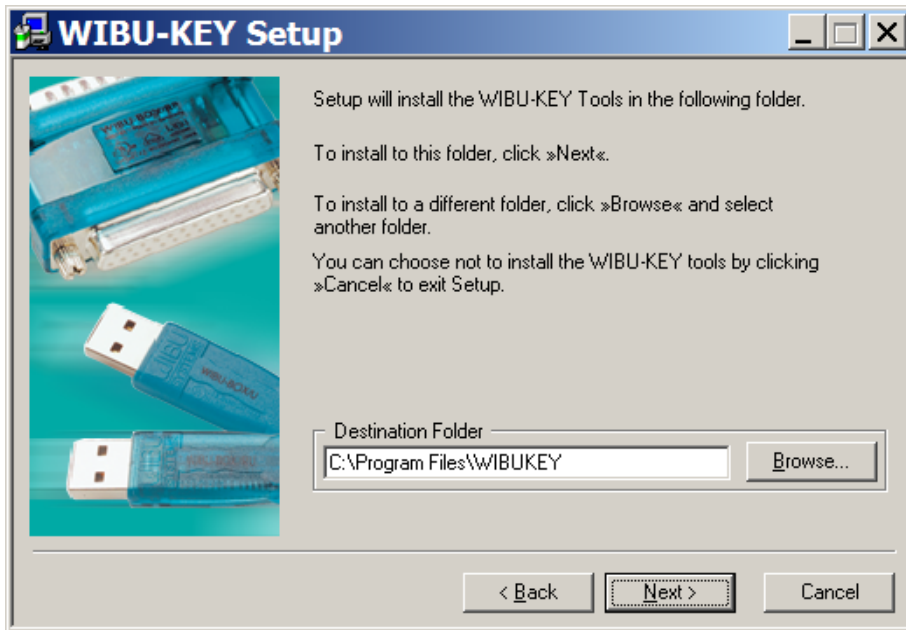 WIBU-KEY Setup
Setup will install the WIBU-KEY Tools in the following folder.
To install to this folder, click »Next«.
To install to a different folder, click »Browse« and select
another folder.
You can choose not to install the WIBU-KEY tools by clicking
»Cancel« to exit Setup.
Destination Folder
C:\Program Files\WIBUKEY
Browse...
< Back
Next >
Cancel